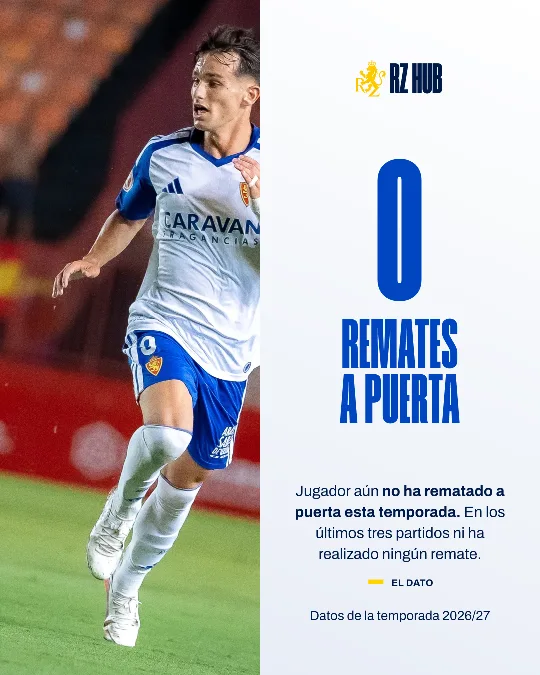 RZ HUB
0
REMATES
A PUERTA
Jugador aún no ha rematado a
puerta esta temporada. En los
últimos tres partidos ni ha
realizado ningún remate.
EL DATO
Datos de la temporada 2026/27
CARAVAN
FRAGANCIAS
9